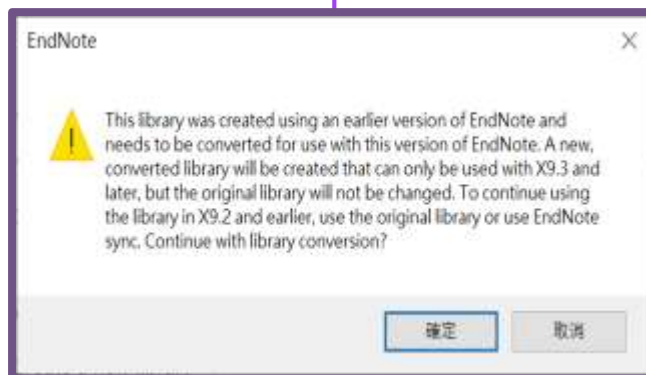 EndNote
This library was created using an earlier version of EndNote and
needs to be converted for use with this version of EndNote. A new,
converted library will be created that can only be used with X9.3 and
later, but the original library will not be changed. To continue using
the library in X9.2 and earlier, use the original library or use EndNote
sync. Continue with library conversion?
確定
取消